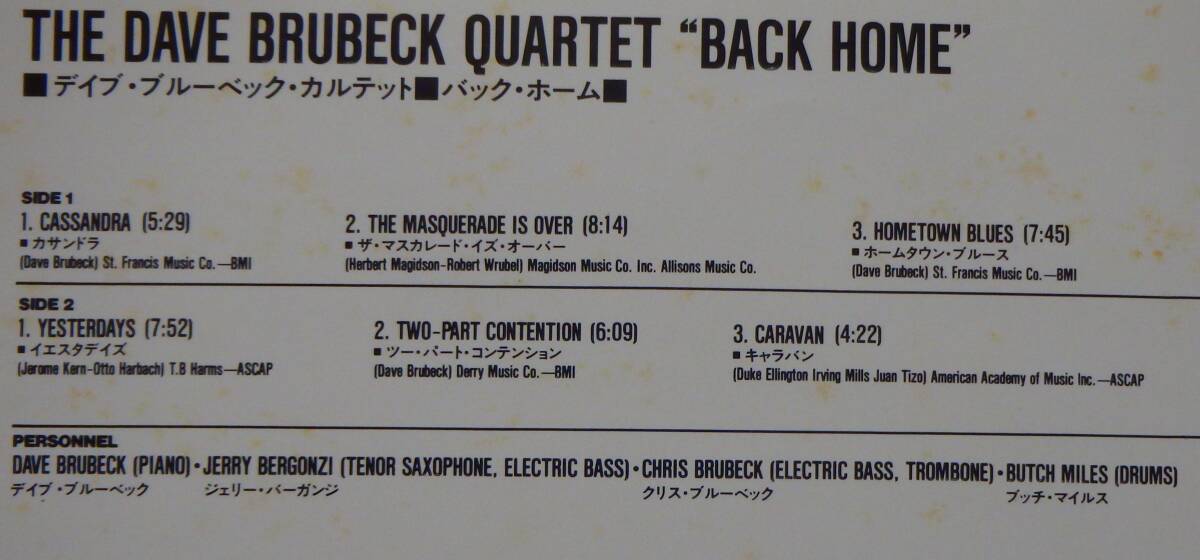 THE DAVE BRUBECK QUARTET “BACK HOME”
■デイブ・ブルーベック・カルテット■バック・ホーム■
SIDE 1
1. CASSANDRA (5:29)
■カサンドラ
(Dave Brubeck) St. Francis Music Co.—BMI
2. THE MASQUERADE IS OVER (8:14)
■ザ・マスカレード・イズ・オーバー
(Herbert Magidson-Robert Wrubel) Magidson Music Co. Inc. Allisons Music Co.
3. HOMETOWN BLUES (7:45)
■ホームタウン・ブルース
(Dave Brubeck) St. Francis Music Co.—BMI
SIDE 2
1. YESTERDAYS (7:52)
■イエスタデイズ
(Jerome Kern-Otto Harbach) T.B Harms—ASCAP
2. TWO-PART CONTENTION (6:09)
■ツー・パート・コンテンション
(Dave Brubeck) Derry Music Co.—BMI
3. CARAVAN (4:22)
■キャラバン
(Duke Ellington Irving Mills Juan Tizo) American Academy of Music Inc.—ASCAP
PERSONNEL
DAVE BRUBECK (PIANO)・JERRY BERGONZI (TENOR SAXOPHONE, ELECTRIC BASS)・CHRIS BRUBECK (ELECTRIC BASS, TROMBONE)・BUTCH MILES (DRUMS)
デイブ・ブルーベック ジェリー・バーガンジ クリス・ブルーベック ブッチ・マイルス